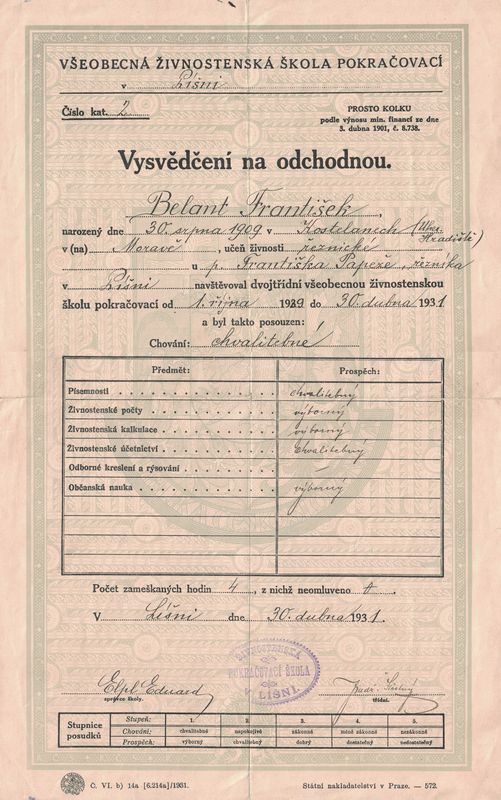 VŠEOBECNÁ ŽIVNOSTENSKÁ ŠKOLA POKRAČOVACÍ
v Líšni
Číslo kat. 2
PROSTO KOLKU
podle výnosu min. financí ze dne
3. dubna 1901, č. 8.738.
Vysvědčení na odchodnou.
Belant František,
narozený dne 30. srpna 1909 v Kostelanech (Uher. Hradiště)
v (na) Moravě, učeň živnosti řeznické
u p. Františka Papeže, řezníka
v Líšni navštěvoval dvojtřídní všeobecnou živnostenskou
školu pokračovací od 1. října 1929 do 30. dubna 1931
a byl takto posouzen:
Chování: chvalitebné
Předmět: Prospěch:
Písemnosti chvalitebný
Živnostenské počty výborný
Živnostenská kalkulace výborný
Živnostenské účetnictví chvalitebný
Odborné kreslení a rýsování —
Občanská nauka výborný
Počet zameškaných hodin 4, z nichž neomluveno 0.
V Líšni dne 30. dubna 1931.
ŽIVNOSTENSKÁ
POKRAČOVACÍ ŠKOLA
V LÍŠNI.
Elpl Eduard
správce školy.
třídní.
Stupnice posudků
Stupeň: 1. 2. 3. 4. 5.
Chování: chvalitebné uspokojivé zákonné méně zákonné nezákonné
Prospěch: výborný chvalitebný dobrý dostatečný nedostatečný
Č. VI. b) 14a [6.214a]/1931.
Státní nakladatelství v Praze. — 572.